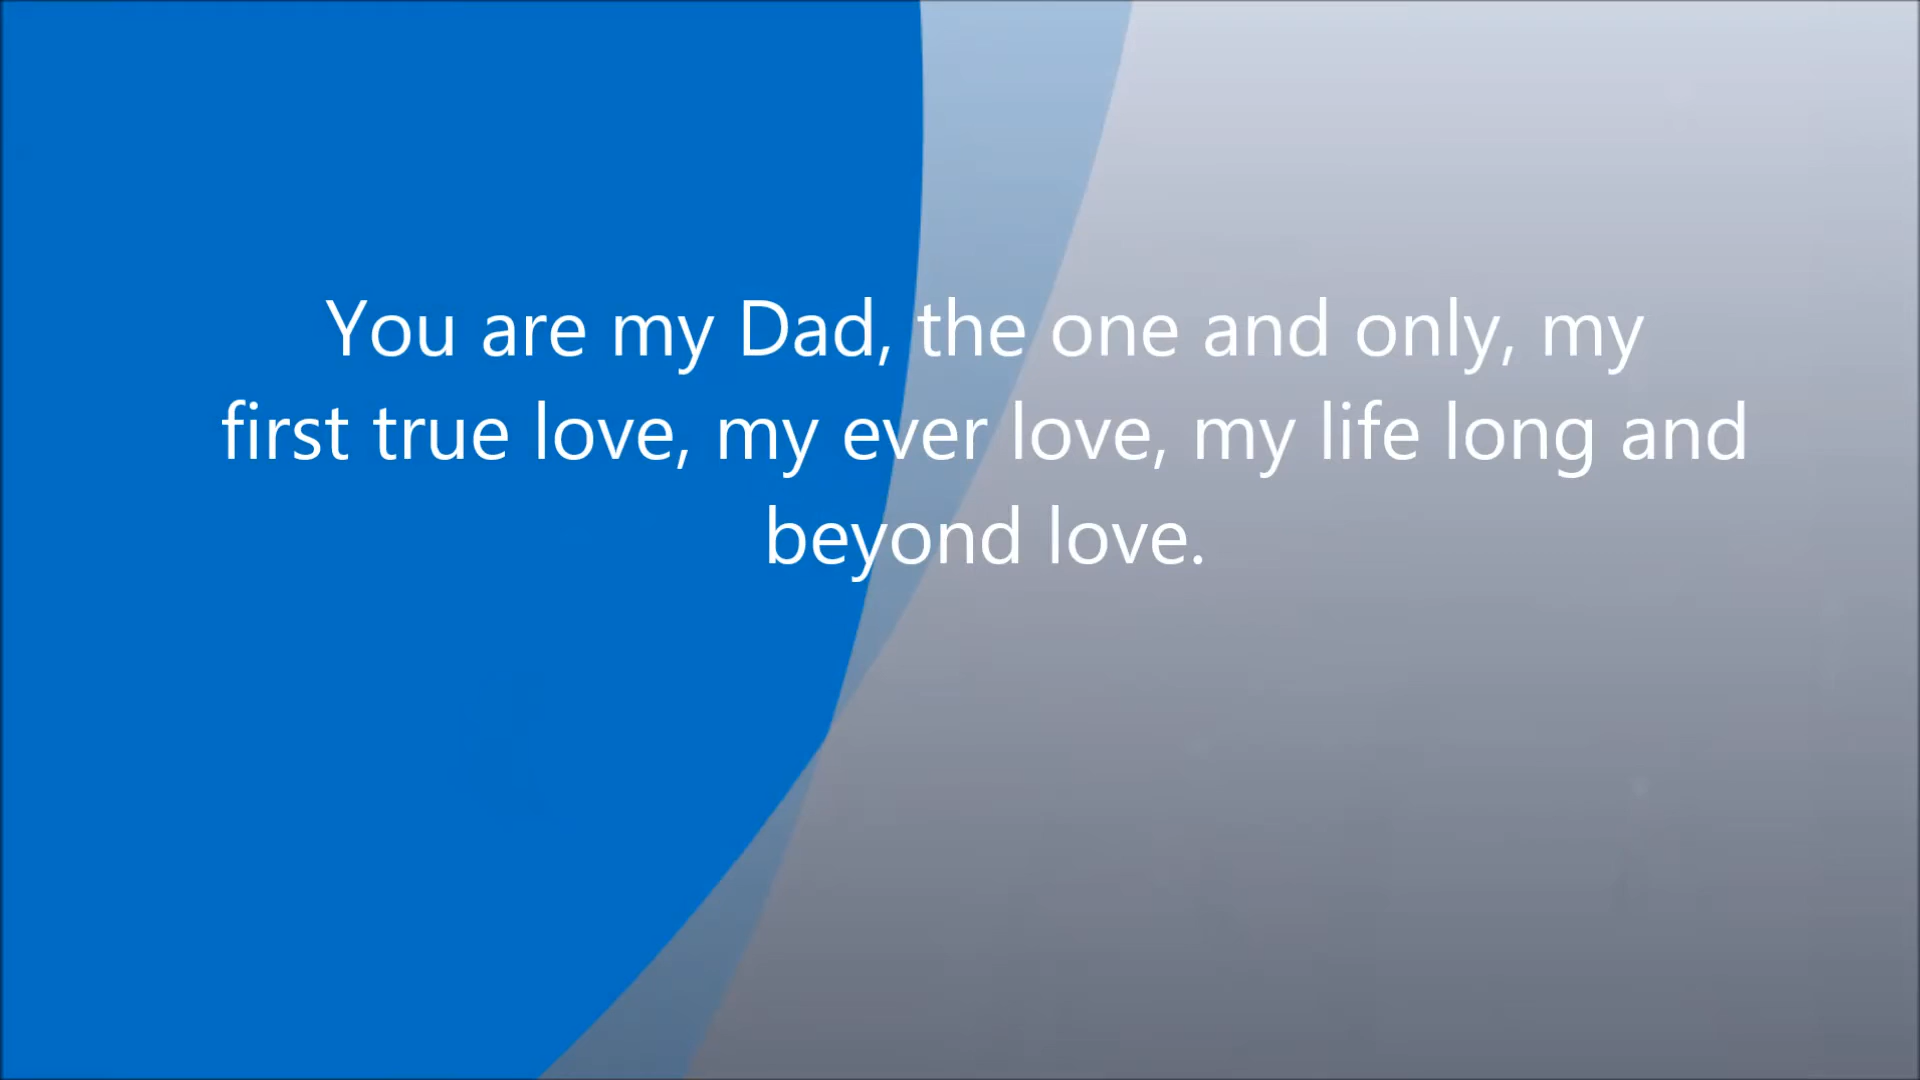 You are my Dad, the one and only, my
first true love, my ever love, my life long and
beyond love.